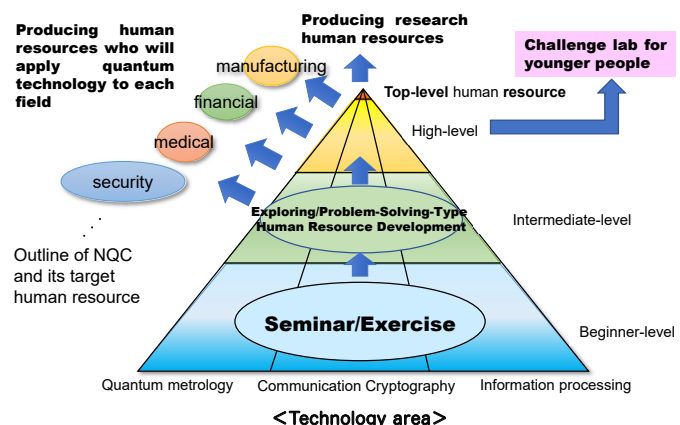 Producing human
resources who will
apply quantum
technology to each
field
Producing research
human resources
Challenge lab for
younger people
manufacturing
financial
medical
security
Top-level human resource
High-level
Exploring/Problem-Solving-Type
Human Resource Development
Intermediate-level
Outline of NQC
and its target
human resource
Seminar/Exercise
Beginner-level
Quantum metrology
Communication Cryptography
Information processing
<Technology area>